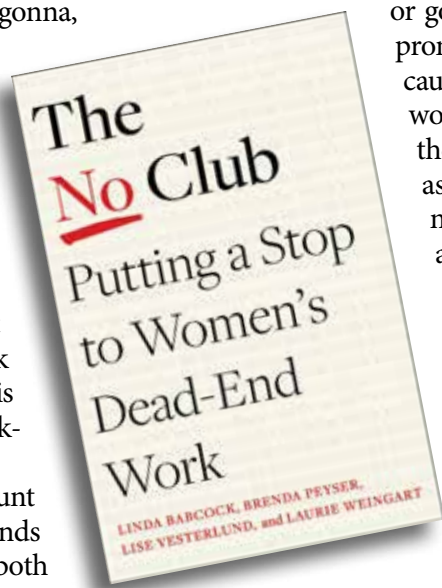 gonna,
k
is
k-
unt
nds
both
The
No Club
Putting a Stop
to Women's
Dead-End
Work
LINDA BABCOCK, BRENDA PEYSER,
LISE VESTERLUND, and LAURIE WEINGART
or go
prom
cau
wo
th
as
n
a